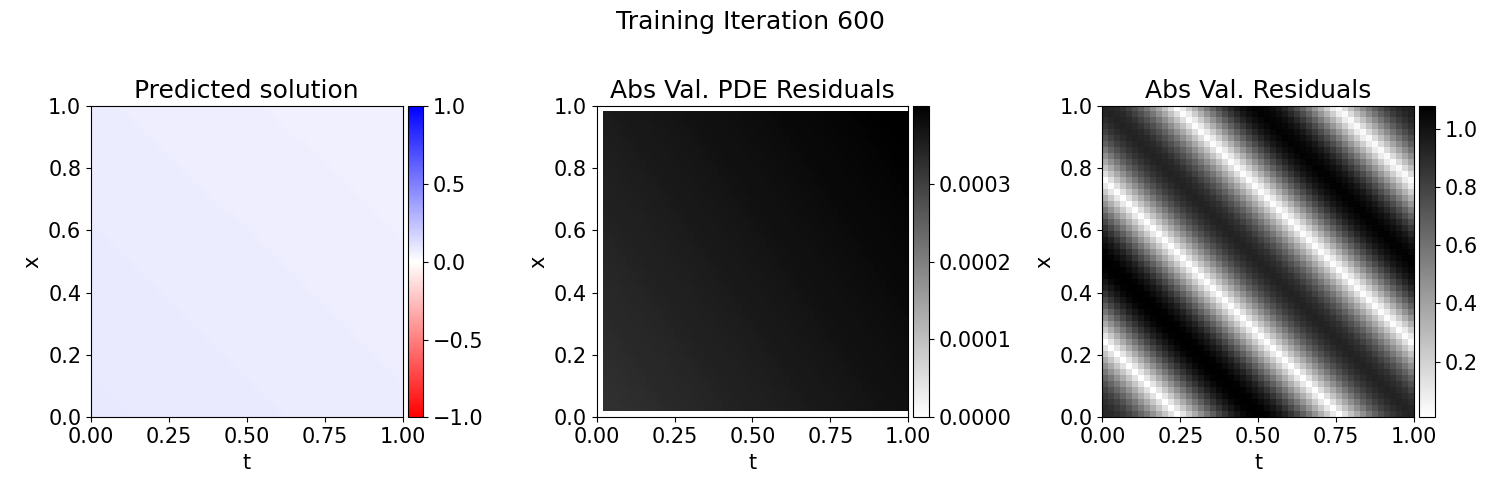 Training Iteration 600
Predicted solution
1.0
0.8
0.6
0.4
0.2
0.0
x
0.00 0.25 0.50 0.75 1.00
t
1.0
0.5
0.0
−0.5
−1.0
Abs Val. PDE Residuals
1.0
0.8
0.6
0.4
0.2
0.0
x
0.00 0.25 0.50 0.75 1.00
t
0.0003
0.0002
0.0001
0.0000
Abs Val. Residuals
1.0
0.8
0.6
0.4
0.2
0.0
x
0.00 0.25 0.50 0.75 1.00
t
1.0
0.8
0.6
0.4
0.2